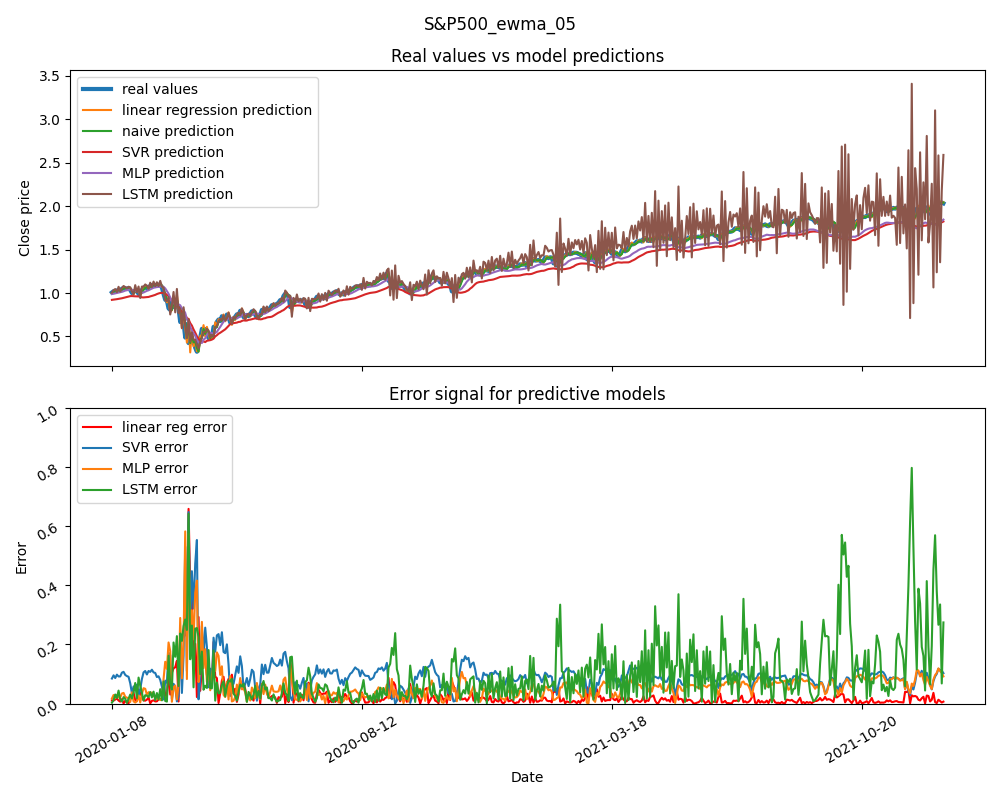 S&P500_ewma_05
Real values vs model predictions
3.5
3.0
2.5
2.0
1.5
1.0
0.5
Close price
real values
linear regression prediction
naive prediction
SVR prediction
MLP prediction
LSTM prediction
Error signal for predictive models
1.0
0.8
0.6
0.4
0.2
0.0
Error
linear reg error
SVR error
MLP error
LSTM error
2020-01-08
2020-08-12
2021-03-18
2021-10-20
Date